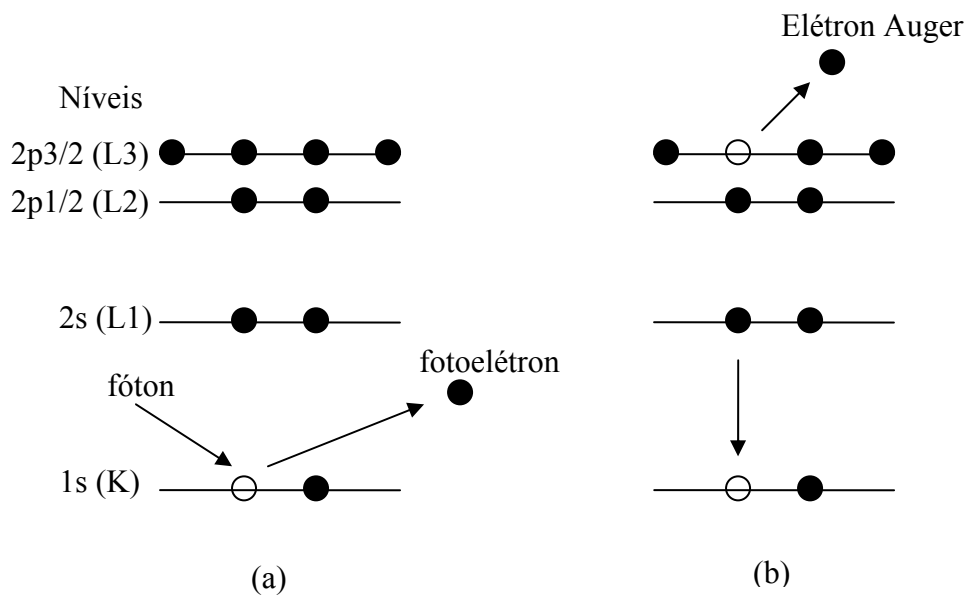 Elétron Auger
Níveis
2p3/2 (L3)
2p1/2 (L2)
2s (L1)
fotoelétron
fóton
1s (K)
(a)
(b)